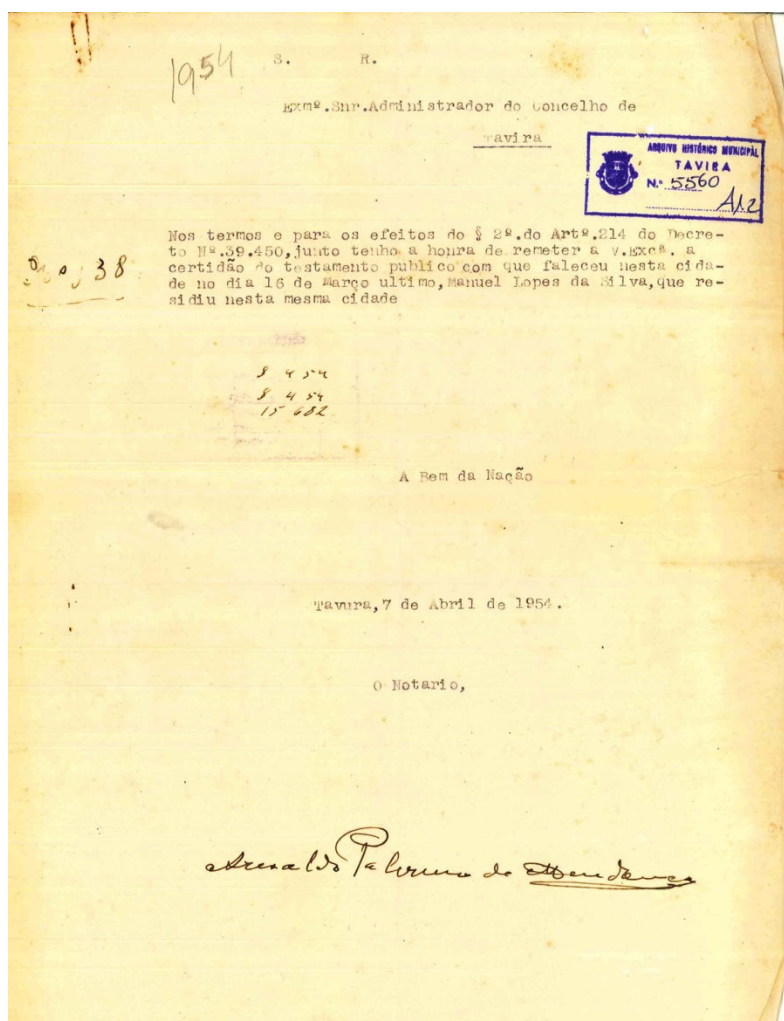 1954
S. R.
Exmº.Snr.Administrador do Concelho de
Tavira
ARQUIVO HISTÓRICO MUNICIPAL
TAVIRA
N.º 5560
A12
Nos termos e para os efeitos do § 2º.do Artº.214 do Decre-
to Nº.39.450,junto tenho a honra de remeter a V.Excª. a
certidão do testamento publico com que faleceu nesta cida-
de no dia 16 de Março ultimo,Manuel Lopes da Silva,que re-
sidiu nesta mesma cidade
38
8 4 54
8 4 54
15 682
A Bem da Nação
Tavura,7 de Abril de 1954.
O Notario,